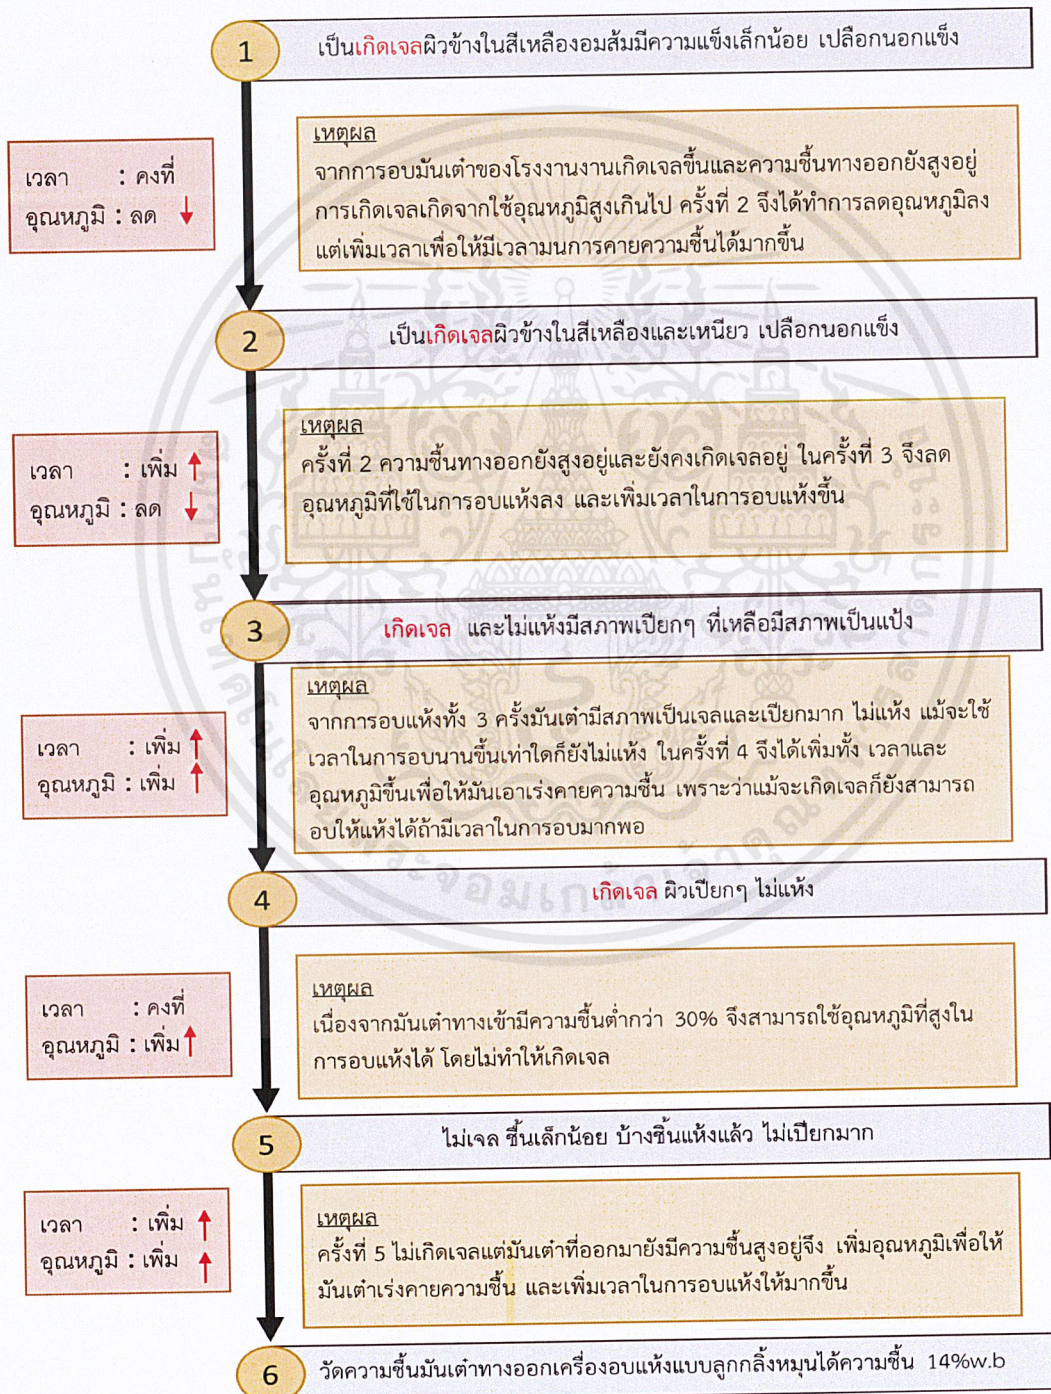 1
เป็นเกิดเจลผิวข้างในสีเหลืองอมส้มมีความแข็งเล็กน้อย เปลือกนอกแข็ง
เวลา : คงที่
อุณหภูมิ : ลด
เหตุผล
จากการอบมันเต๋าของโรงงานงานเกิดเจลขึ้นและความชื้นทางออกยังสูงอยู่
การเกิดเจลเกิดจากใช้อุณหภูมิสูงเกินไป ครั้งที่ 2 จึงได้ทำการลดอุณหภูมิลง
แต่เพิ่มเวลาเพื่อให้มีเวลามนการคายความชื้นได้มากขึ้น
2
เป็นเกิดเจลผิวข้างในสีเหลืองและเหนียว เปลือกนอกแข็ง
เวลา : เพิ่ม
อุณหภูมิ : ลด
เหตุผล
ครั้งที่ 2 ความชื้นทางออกยังสูงอยู่และยังคงเกิดเจลอยู่ ในครั้งที่ 3 จึงลด
อุณหภูมิที่ใช้ในการอบแห้งลง และเพิ่มเวลาในการอบแห้งขึ้น
3
เกิดเจล และไม่แห้งมีสภาพเปียกๆ ที่เหลือมีสภาพเป็นแป้ง
เวลา : เพิ่ม
อุณหภูมิ : เพิ่ม
เหตุผล
จากการอบแห้งทั้ง 3 ครั้งมันเต๋ามีสภาพเป็นเจลและเปียกมาก ไม่แห้ง แม้จะใช้
เวลาในการอบนานขึ้นเท่าใดก็ยังไม่แห้ง ในครั้งที่ 4 จึงได้เพิ่มทั้ง เวลาและ
อุณหภูมิขึ้นเพื่อให้มันเอาเร่งคายความชื้น เพราะว่าแม้จะเกิดเจลก็ยังสามารถ
อบให้แห้งได้ถ้ามีเวลาในการอบมากพอ
4
เกิดเจล ผิวเปียกๆ ไม่แห้ง
เวลา : คงที่
อุณหภูมิ : เพิ่ม
เหตุผล
เนื่องจากมันเต๋าทางเข้ามีความชื้นต่ำกว่า 30% จึงสามารถใช้อุณหภูมิที่สูงใน
การอบแห้งได้ โดยไม่ทำให้เกิดเจล
5
ไม่เจล ชื้นเล็กน้อย บ้างชิ้นแห้งแล้ว ไม่เปียกมาก
เวลา : เพิ่ม
อุณหภูมิ : เพิ่ม
เหตุผล
ครั้งที่ 5 ไม่เกิดเจลแต่มันเต๋าที่ออกมายังมีความชื้นสูงอยู่จึง เพิ่มอุณหภูมิเพื่อให้
มันเต๋าเร่งคายความชื้น และเพิ่มเวลาในการอบแห้งให้มากขึ้น
6
วัดความชื้นมันเต๋าทางออกเครื่องอบแห้งแบบลูกกลิ้งหมุนได้ความชื้น 14%w.b